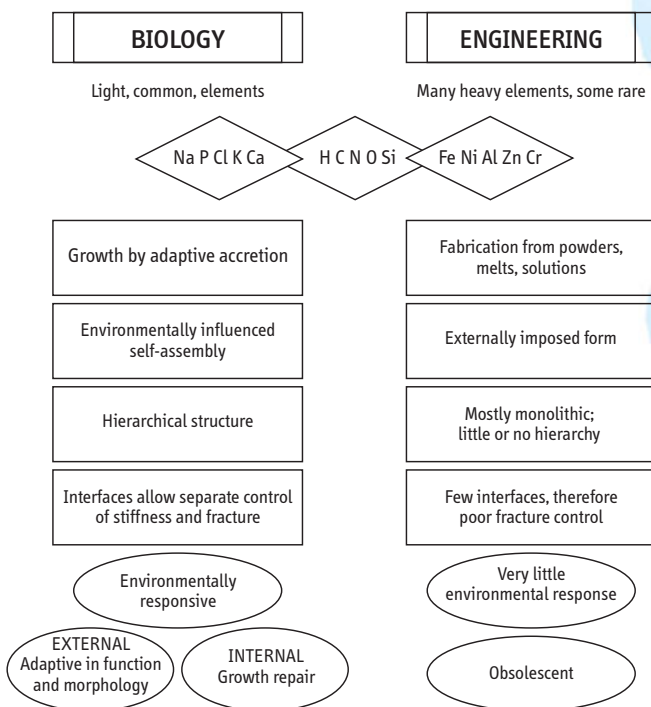 BIOLOGY
ENGINEERING
Light, common, elements
Many heavy elements, some rare
Na P Cl K Ca
H C N O Si
Fe Ni Al Zn Cr
Growth by adaptive accretion
Fabrication from powders,
melts, solutions
Environmentally influenced
self-assembly
Externally imposed form
Hierarchical structure
Mostly monolithic;
little or no hierarchy
Interfaces allow separate control
of stiffness and fracture
Few interfaces, therefore
poor fracture control
Environmentally
responsive
Very little
environmental response
EXTERNAL
Adaptive in function
and morphology
INTERNAL
Growth repair
Obsolescent